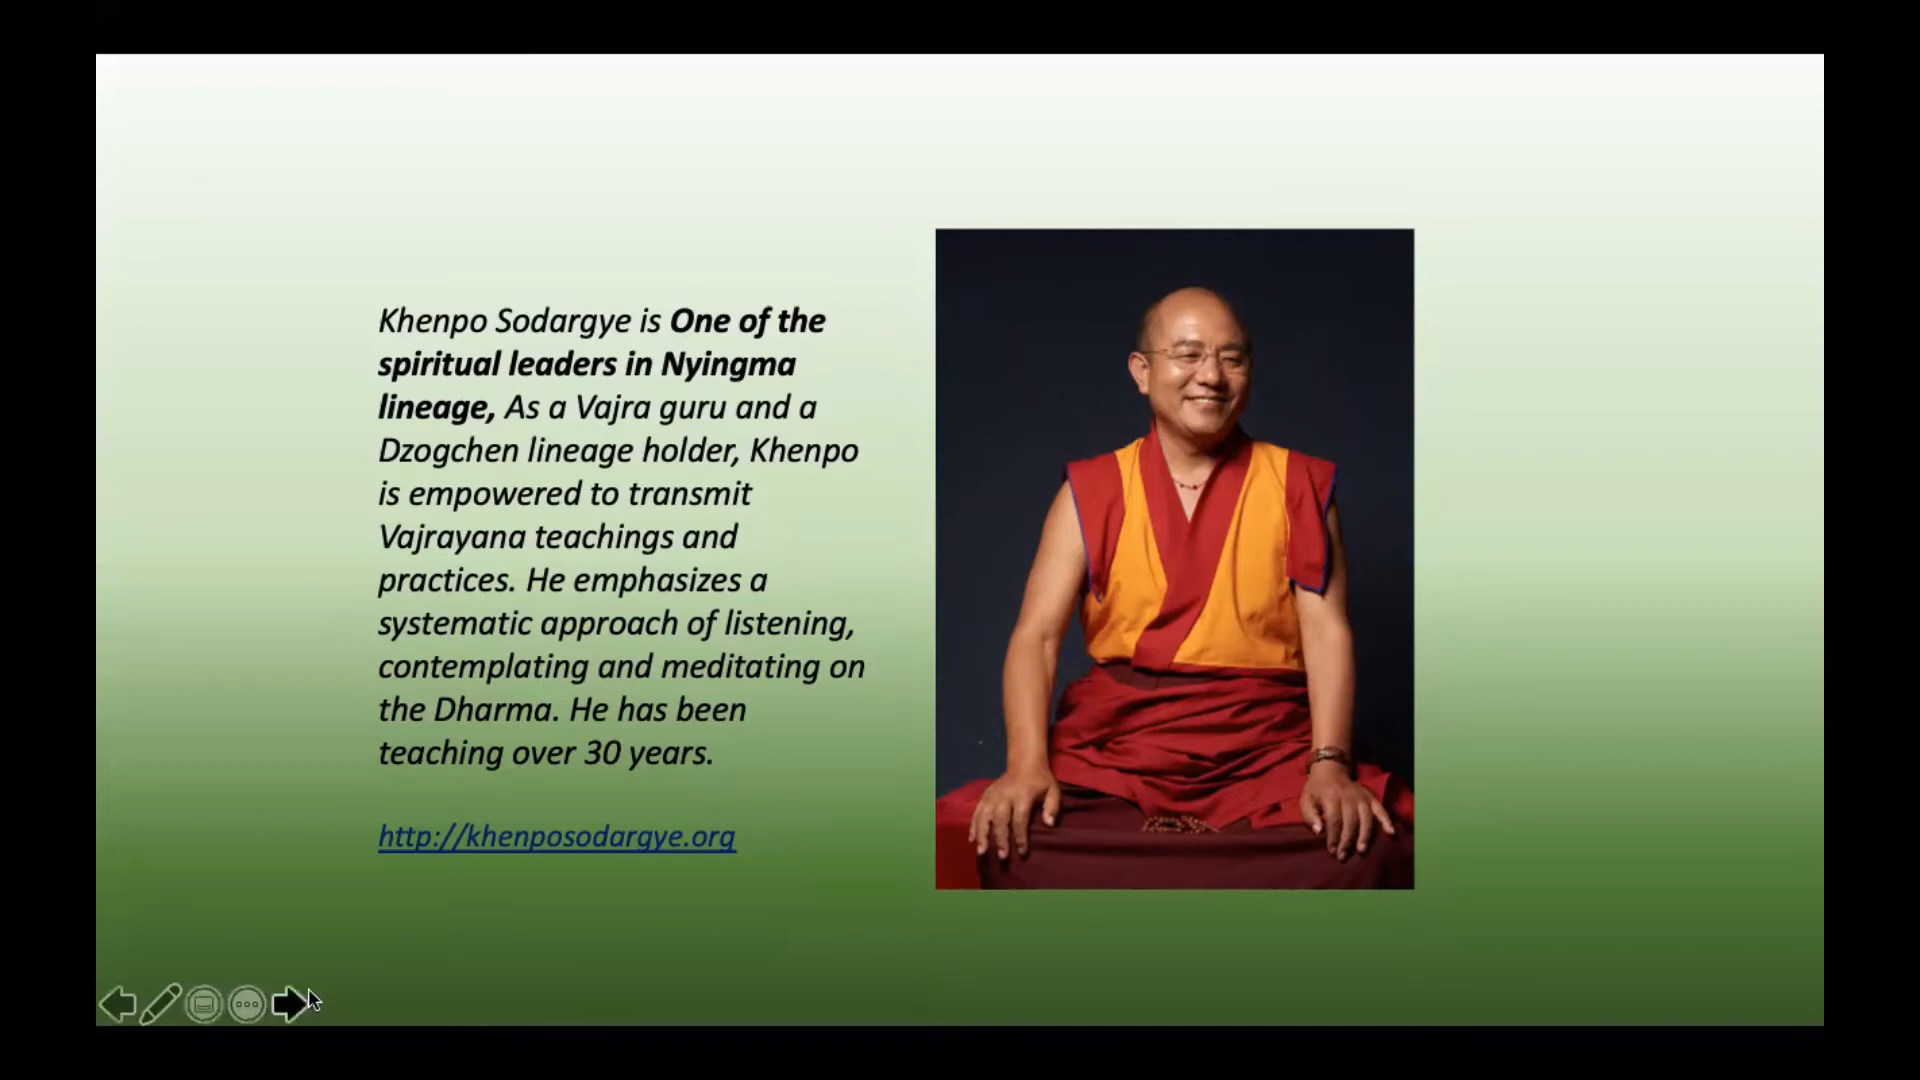 Khenpo Sodargye is One of the
spiritual leaders in Nyingma
lineage, As a Vajra guru and a
Dzogchen lineage holder, Khenpo
is empowered to transmit
Vajrayana teachings and
practices. He emphasizes a
systematic approach of listening,
contemplating and meditating on
the Dharma. He has been
teaching over 30 years.
http://khenposodargye.org